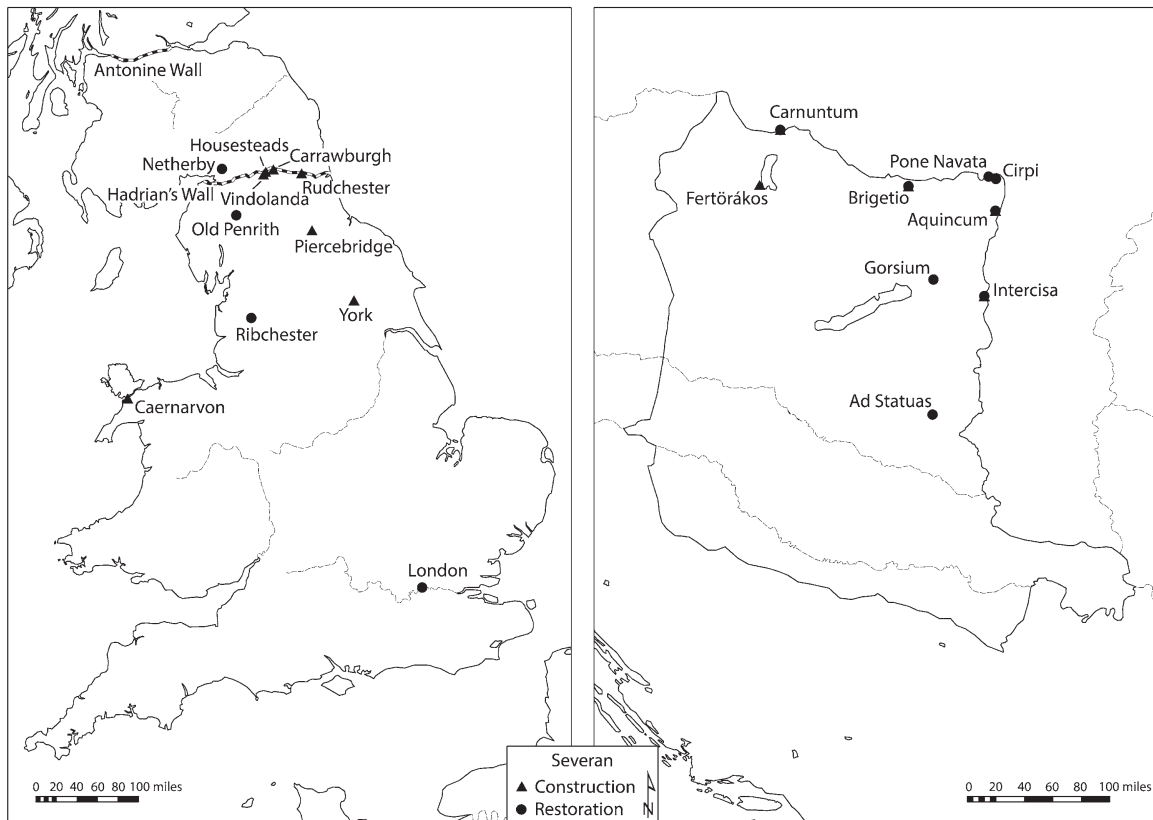 Antonine Wall
Housesteads
Carrawburgh
Netherby
Hadrian's Wall
Rudchester
Vindolanda
Old Penrith
Piercebridge
York
Ribchester
Caernarvon
London
0 20 40 60 80 100 miles
Carnuntum
Pone Navata
Cirpi
Fertörákos
Brigetio
Aquincum
Gorsium
Intercisa
Ad Statuas
0 20 40 60 80 100 miles
Severan
Construction
Restoration
N